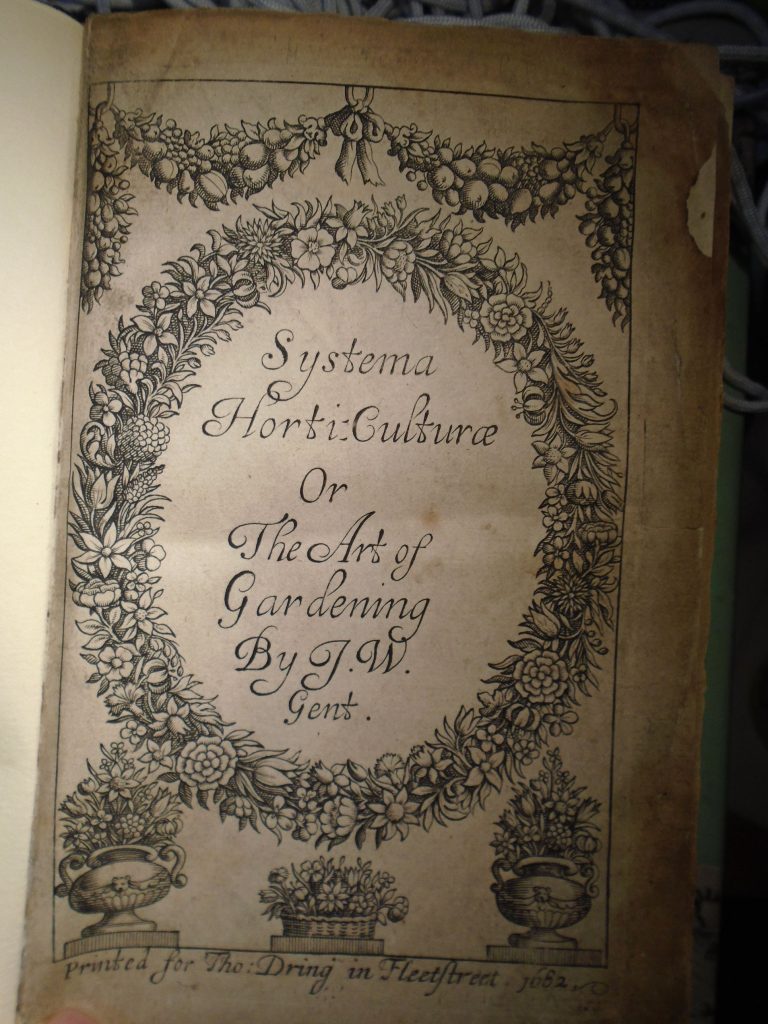 Systema
Horti:Culturæ
Or
The Art of
Gardening
By J.W.
Gent.
Printed for Tho: Dring in Fleetſtreet. 1682.